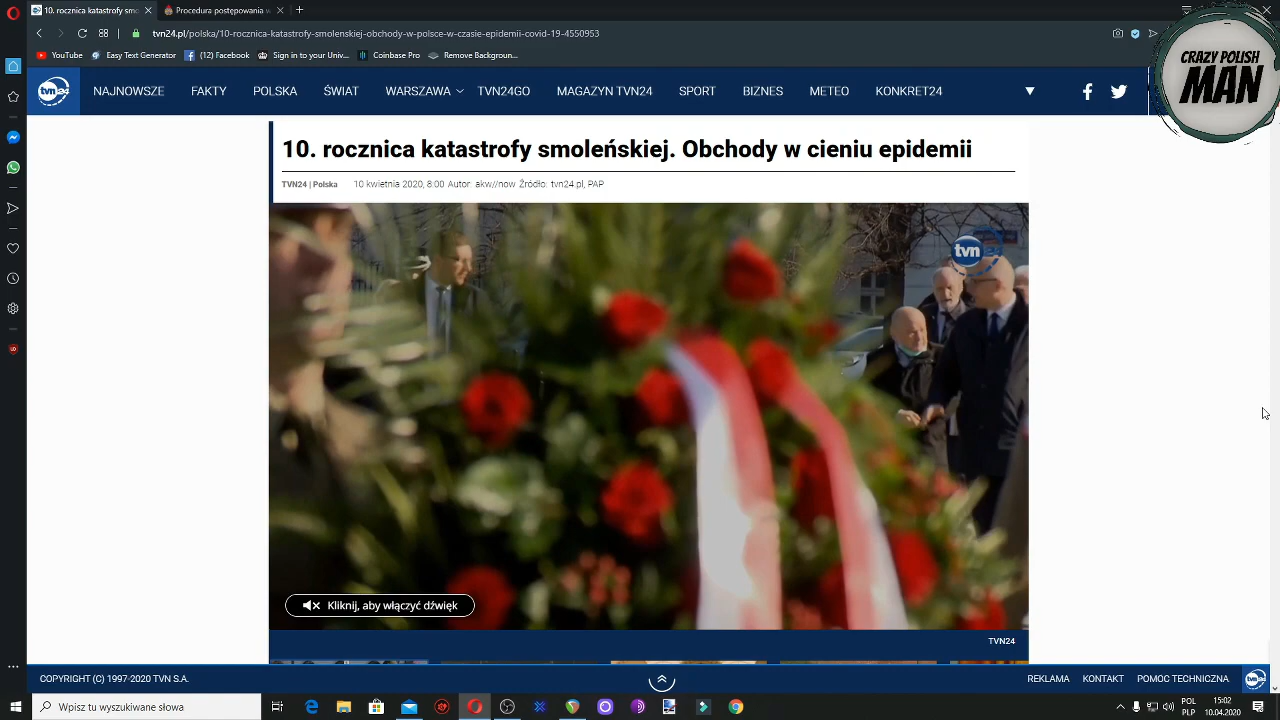 10. rocznica katastrofy smo
Procedura postępowania w
tvn24.pl/polska/10-rocznica-katastrofy-smolenskiej-obchody-w-polsce-w-czasie-epidemii-covid-19-4550953
YouTube Easy Text Generator (12) Facebook Sign in to your Univ... Coinbase Pro Remove Backgroun...
CRAZY POLISH
MAN
tvn24 NAJNOWSZE FAKTY POLSKA ŚWIAT WARSZAWA TVN24GO MAGAZYN TVN24 SPORT BIZNES METEO KONKRET24
10. rocznica katastrofy smoleńskiej. Obchody w cieniu epidemii
TVN24 | Polska 10 kwietnia 2020, 8:00 Autor: akw//now Źródło: tvn24.pl, PAP
tvn
Kliknij, aby włączyć dźwięk
TVN24
COPYRIGHT (C) 1997-2020 TVN S.A. REKLAMA KONTAKT POMOC TECHNICZNA
Wpisz tu wyszukiwane słowa POL 15:02
PLP 10.04.2020